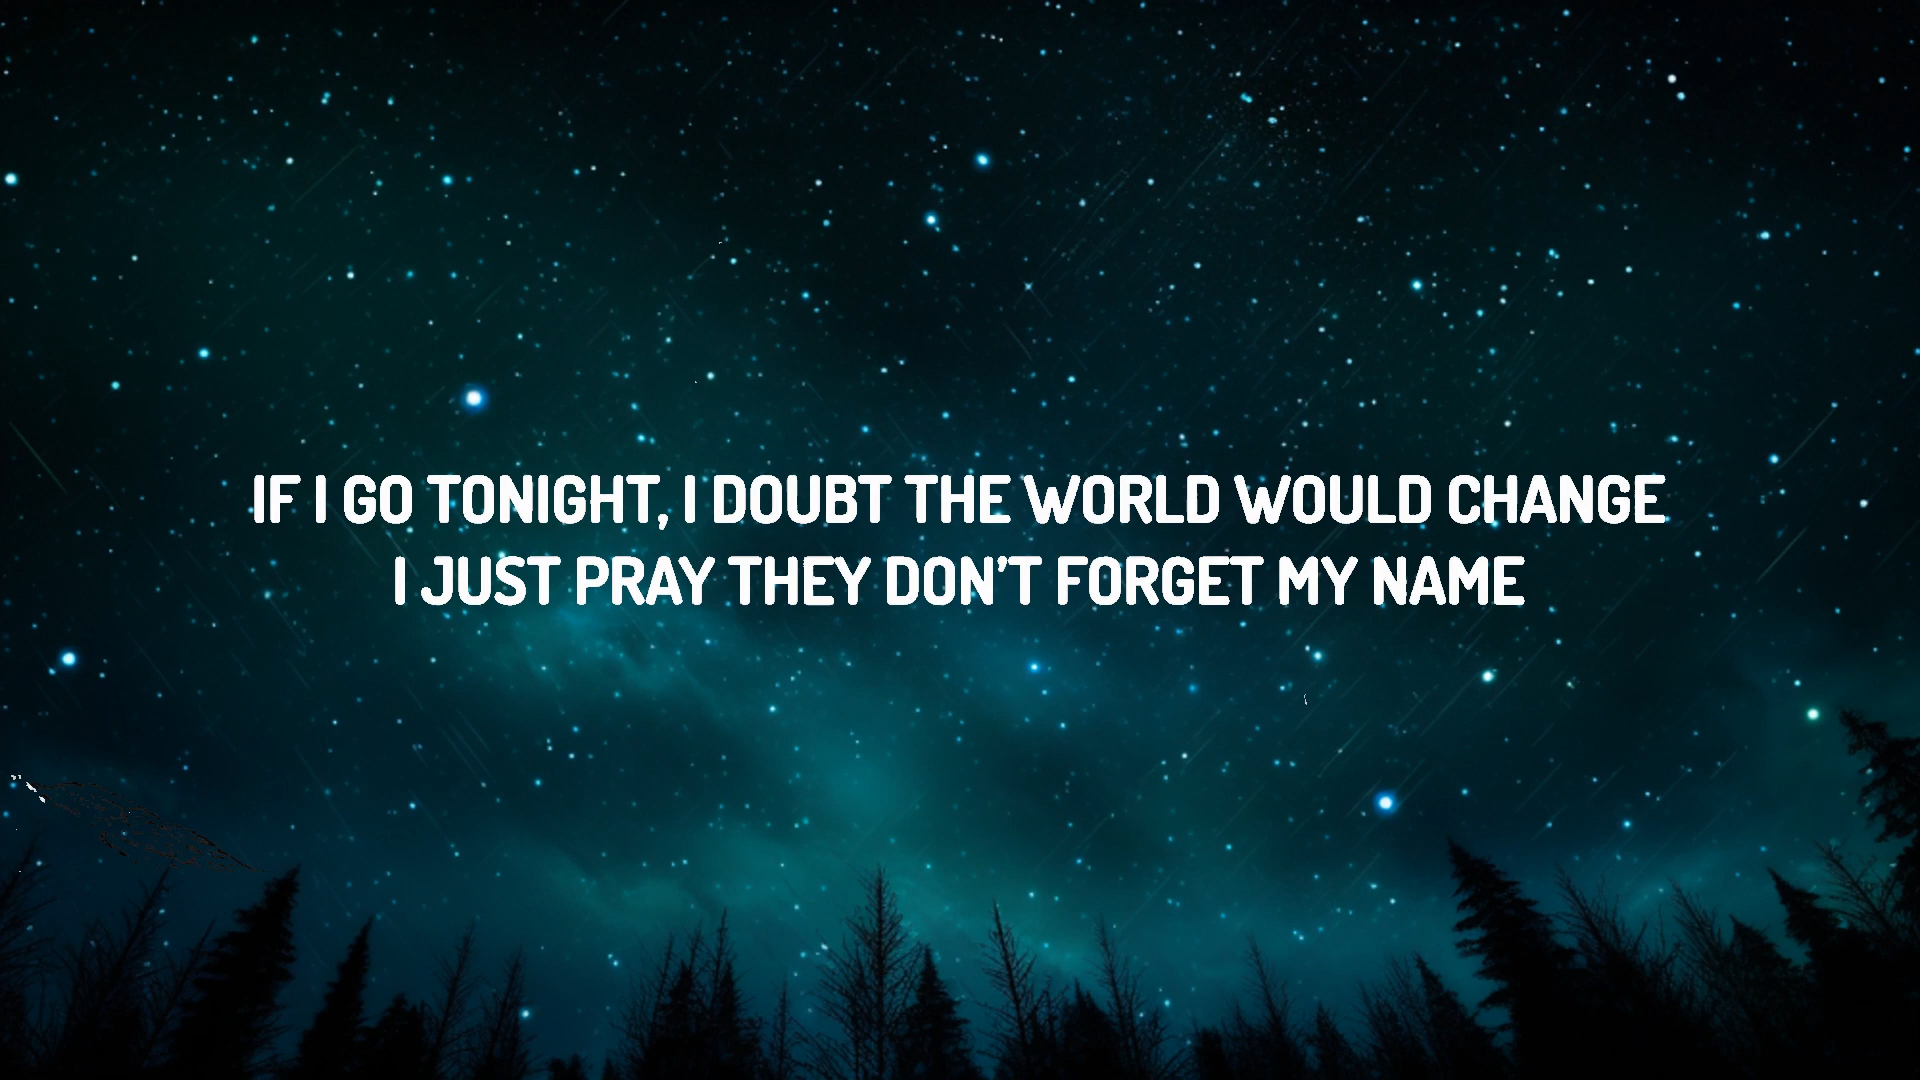 IF I GO TONIGHT, I DOUBT THE WORLD WOULD CHANGE
I JUST PRAY THEY DON’T FORGET MY NAME